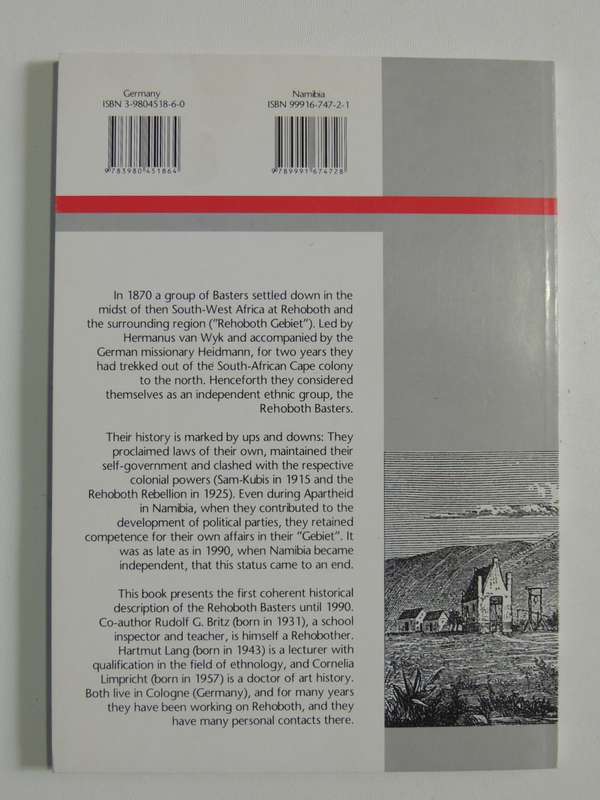 Germany
ISBN 3-9804518-6-0
9 783980 451864
Namibia
ISBN 99916-747-2-1
9 789991 674728
In 1870 a group of Basters settled down in the
midst of then South-West Africa at Rehoboth and
the surrounding region ("Rehoboth Gebiet"). Led by
Hermanus van Wyk and accompanied by the
German missionary Heidmann, for two years they
had trekked out of the South-African Cape colony
to the north. Henceforth they considered
themselves as an independent ethnic group, the
Rehoboth Basters.
Their history is marked by ups and downs: They
proclaimed laws of their own, maintained their
self-government and clashed with the respective
colonial powers (Sam-Kubis in 1915 and the
Rehoboth Rebellion in 1925). Even during Apartheid
in Namibia, when they contributed to the
development of political parties, they retained
competence for their own affairs in their "Gebiet". It
was as late as in 1990, when Namibia became
independent, that this status came to an end.
This book presents the first coherent historical
description of the Rehoboth Basters until 1990.
Co-author Rudolf G. Britz (born in 1931), a school
inspector and teacher, is himself a Rehobother.
Hartmut Lang (born in 1943) is a lecturer with
qualification in the field of ethnology, and Cornelia
Limpricht (born in 1957) is a doctor of art history.
Both live in Cologne (Germany), and for many years
they have been working on Rehoboth, and they
have many personal contacts there.